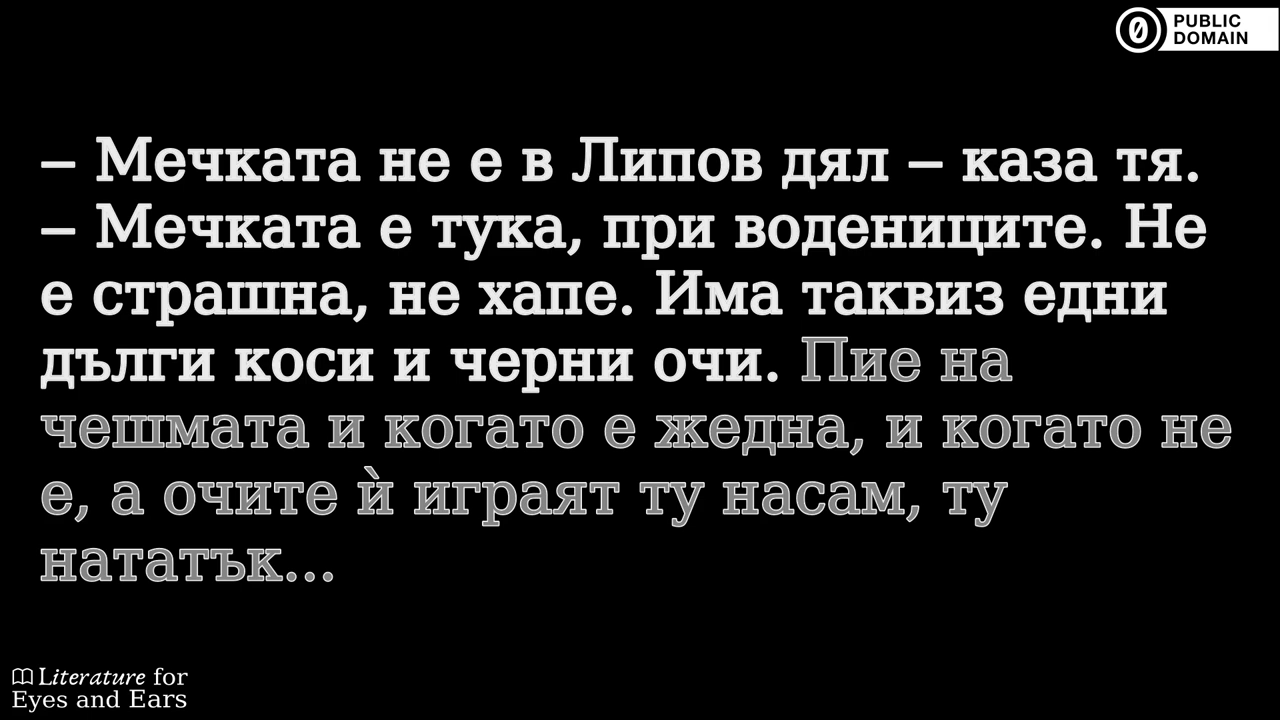 PUBLIC
DOMAIN
– Мечката не е в Липов дял – каза тя.
– Мечката е тука, при водениците. Не
е страшна, не хапе. Има таквиз едни
дълги коси и черни очи. Пие на
чешмата и когато е жедна, и когато не
е, а очите ѝ играят ту насам, ту
нататък...
Literature for
Eyes and Ears